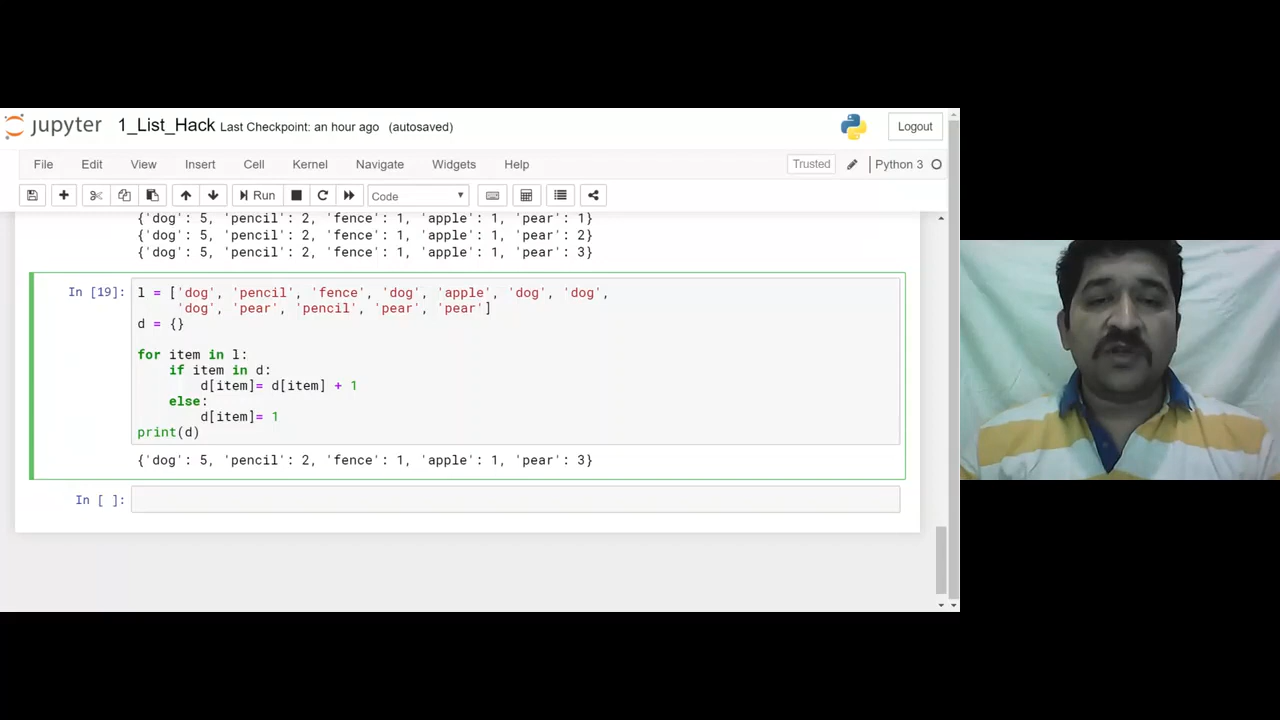 jupyter 1_List_Hack Last Checkpoint: an hour ago (autosaved) Logout
File Edit View Insert Cell Kernel Navigate Widgets Help Trusted Python 3
Run Code
{'dog': 5, 'pencil': 2, 'fence': 1, 'apple': 1, 'pear': 1}
{'dog': 5, 'pencil': 2, 'fence': 1, 'apple': 1, 'pear': 2}
{'dog': 5, 'pencil': 2, 'fence': 1, 'apple': 1, 'pear': 3}
In [19]: l = ['dog', 'pencil', 'fence', 'dog', 'apple', 'dog', 'dog',
'dog', 'pear', 'pencil', 'pear', 'pear']
d = {}
for item in l:
if item in d:
d[item]= d[item] + 1
else:
d[item]= 1
print(d)
{'dog': 5, 'pencil': 2, 'fence': 1, 'apple': 1, 'pear': 3}
In [ ]: